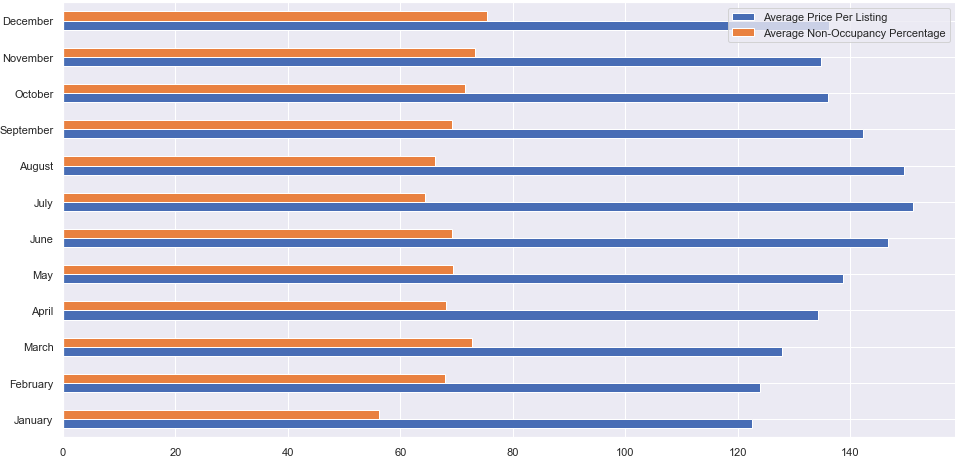 Average Price Per Listing
Average Non-Occupancy Percentage
December
November
October
September
August
July
June
May
April
March
February
January
0 20 40 60 80 100 120 140